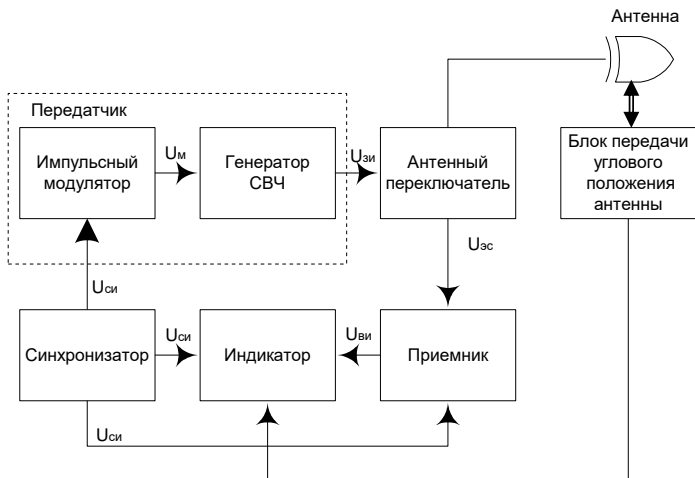 Антенна
Передатчик
Импульсный
модулятор
Uм
Генератор
СВЧ
Uзи
Антенный
переключатель
Блок передачи
углового
положения
антенны
Uэс
Uси
Синхронизатор
Uси
Индикатор
Uви
Приемник
Uси